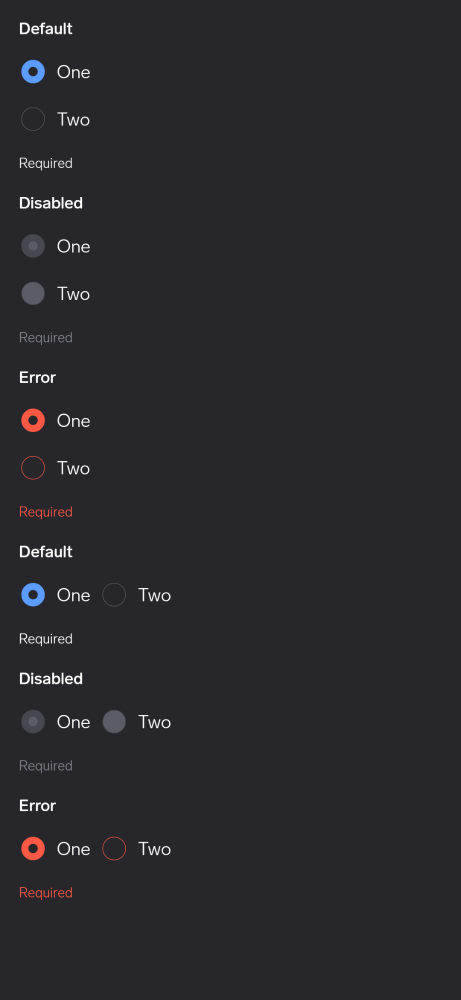 Default
One
Two
Required
Disabled
One
Two
Required
Error
One
Two
Required
Default
One Two
Required
Disabled
One Two
Required
Error
One Two
Required